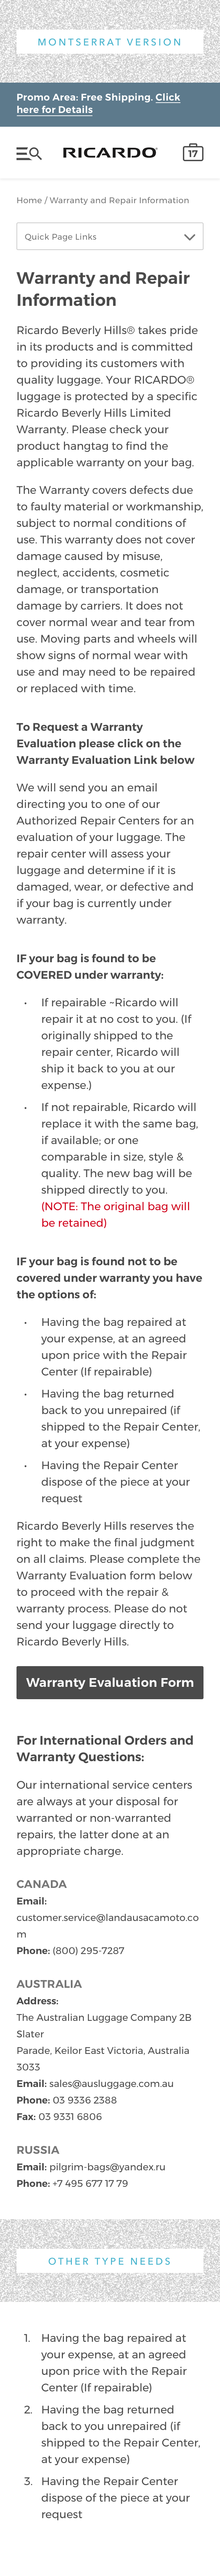 MONTSERRAT VERSION
Promo Area: Free Shipping. Click
here for Details
RICARDO
17
Home / Warranty and Repair Information
Quick Page Links
Warranty and Repair
Information
Ricardo Beverly Hills® takes pride
in its products and is committed
to providing its customers with
quality luggage. Your RICARDO®
luggage is protected by a specific
Ricardo Beverly Hills Limited
Warranty. Please check your
product hangtag to find the
applicable warranty on your bag.
The Warranty covers defects due
to faulty material or workmanship,
subject to normal conditions of
use. This warranty does not cover
damage caused by misuse,
neglect, accidents, cosmetic
damage, or transportation
damage by carriers. It does not
cover normal wear and tear from
use. Moving parts and wheels will
show signs of normal wear with
use and may need to be repaired
or replaced with time.
To Request a Warranty
Evaluation please click on the
Warranty Evaluation Link below
We will send you an email
directing you to one of our
Authorized Repair Centers for an
evaluation of your luggage. The
repair center will assess your
luggage and determine if it is
damaged, wear, or defective and
if your bag is currently under
warranty.
IF your bag is found to be
COVERED under warranty:
• If repairable ~Ricardo will
repair it at no cost to you. (If
originally shipped to the
repair center, Ricardo will
ship it back to you at our
expense.)
• If not repairable, Ricardo will
replace it with the same bag,
if available; or one
comparable in size, style &
quality. The new bag will be
shipped directly to you.
(NOTE: The original bag will
be retained)
IF your bag is found not to be
covered under warranty you have
the options of:
• Having the bag repaired at
your expense, at an agreed
upon price with the Repair
Center (If repairable)
• Having the bag returned
back to you unrepaired (if
shipped to the Repair Center,
at your expense)
• Having the Repair Center
dispose of the piece at your
request
Ricardo Beverly Hills reserves the
right to make the final judgment
on all claims. Please complete the
Warranty Evaluation form below
to proceed with the repair &
warranty process. Please do not
send your luggage directly to
Ricardo Beverly Hills.
Warranty Evaluation Form
For International Orders and
Warranty Questions:
Our international service centers
are always at your disposal for
warranted or non-warranted
repairs, the latter done at an
appropriate charge.
CANADA
Email:
customer.service@landausacamoto.co
m
Phone: (800) 295-7287
AUSTRALIA
Address:
The Australian Luggage Company 2B
Slater
Parade, Keilor East Victoria, Australia
3033
Email: sales@ausluggage.com.au
Phone: 03 9336 2388
Fax: 03 9331 6806
RUSSIA
Email: pilgrim-bags@yandex.ru
Phone: +7 495 677 17 79
OTHER TYPE NEEDS
1. Having the bag repaired at
your expense, at an agreed
upon price with the Repair
Center (If repairable)
2. Having the bag returned
back to you unrepaired (if
shipped to the Repair Center,
at your expense)
3. Having the Repair Center
dispose of the piece at your
request